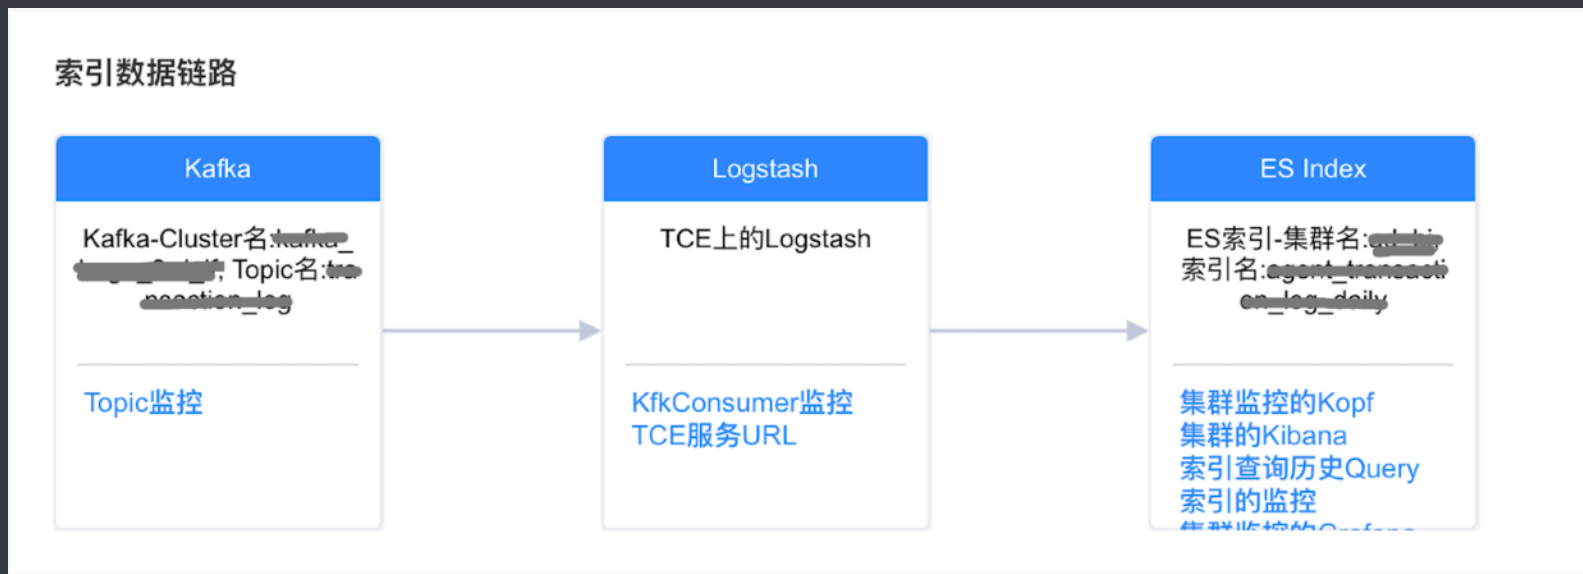 索引数据链路
Kafka
Kafka-Cluster名:
Topic名:
Topic监控
Logstash
TCE上的Logstash
KfkConsumer监控
TCE服务URL
ES Index
ES索引-集群名:
索引名:
集群监控的Kopf
集群的Kibana
索引查询历史Query
索引的监控